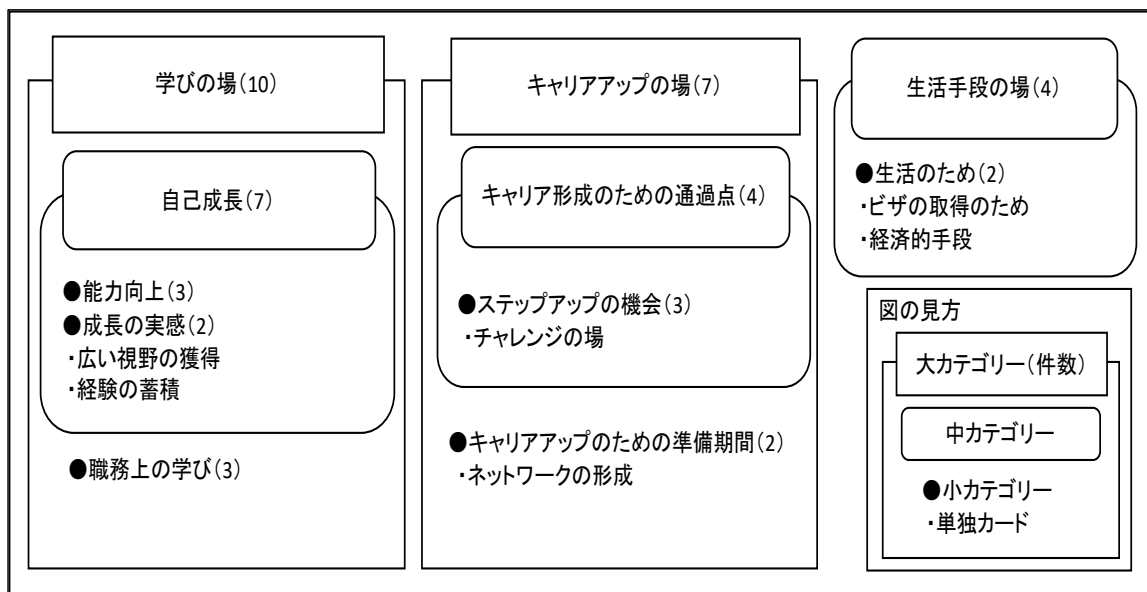 学びの場(10)
自己成長(7)
●能力向上(3)
●成長の実感(2)
・広い視野の獲得
・経験の蓄積
●職務上の学び(3)
キャリアアップの場(7)
キャリア形成のための通過点(4)
●ステップアップの機会(3)
・チャレンジの場
●キャリアアップのための準備期間(2)
・ネットワークの形成
生活手段の場(4)
●生活のため(2)
・ビザの取得のため
・経済的手段
図の見方
大カテゴリー(件数)
中カテゴリー
●小カテゴリー
・単独カード